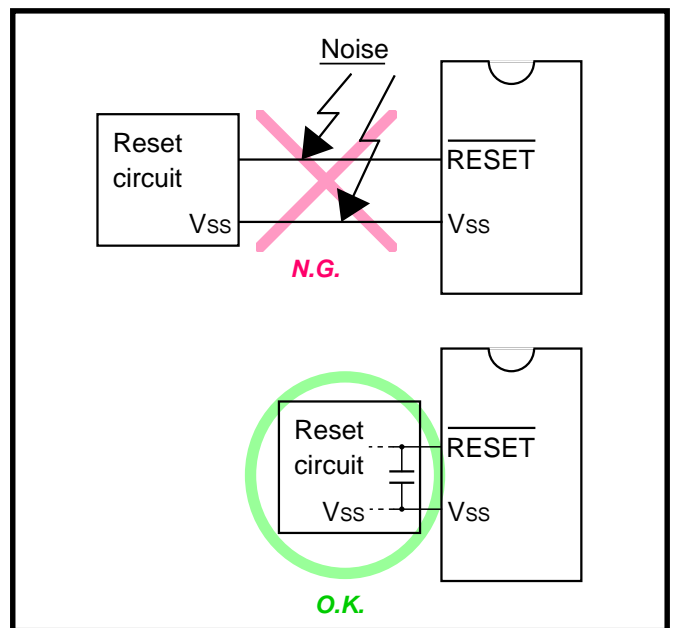 Noise
Reset
circuit
RESET
Vss
Vss
N.G.
Reset
circuit
RESET
Vss
Vss
O.K.